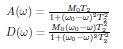 A(ω) = M₀T₂ / 1+(ω₀−ω)²T₂²
D(ω) = M₀(ω₀−ω)T₂² / 1+(ω₀−ω)²T₂²